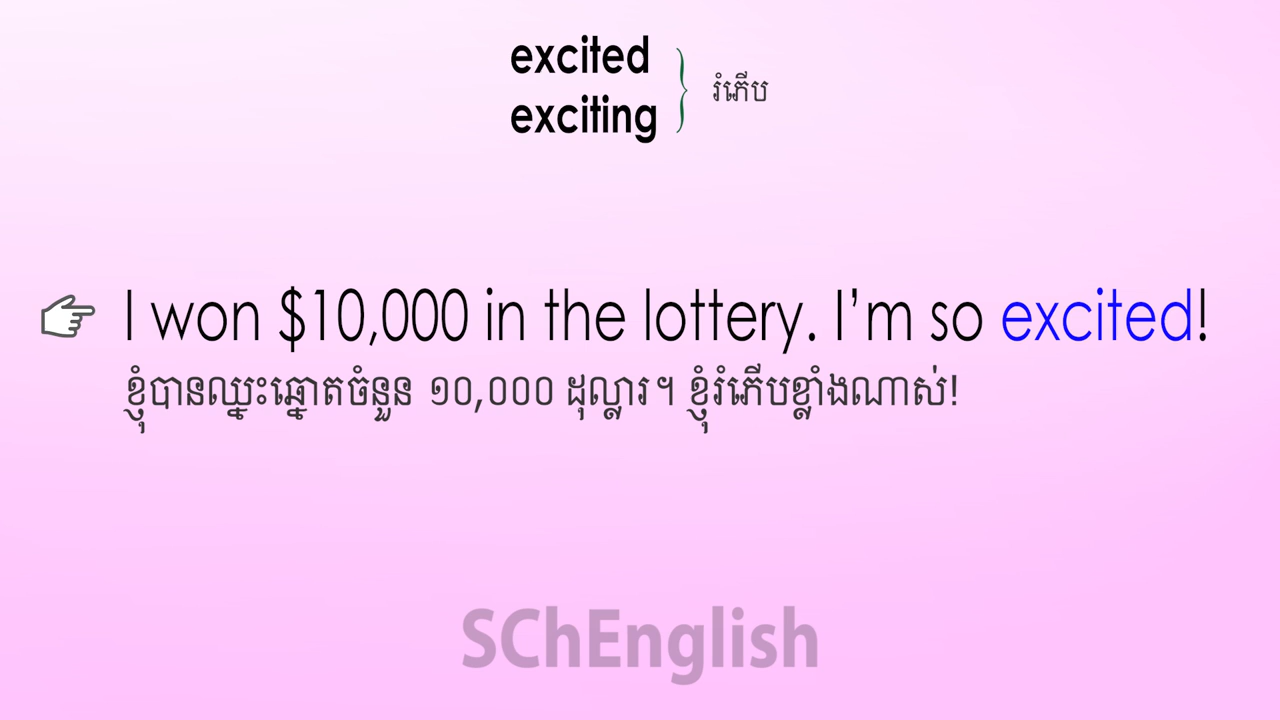 excited
exciting
រំភើប
I won $10,000 in the lottery. I’m so excited!
ខ្ញុំបានឈ្នះឆ្នោតចំនួន ១០,០០០ ដុល្លារ។ ខ្ញុំរំភើបខ្លាំងណាស់!
SChEnglish